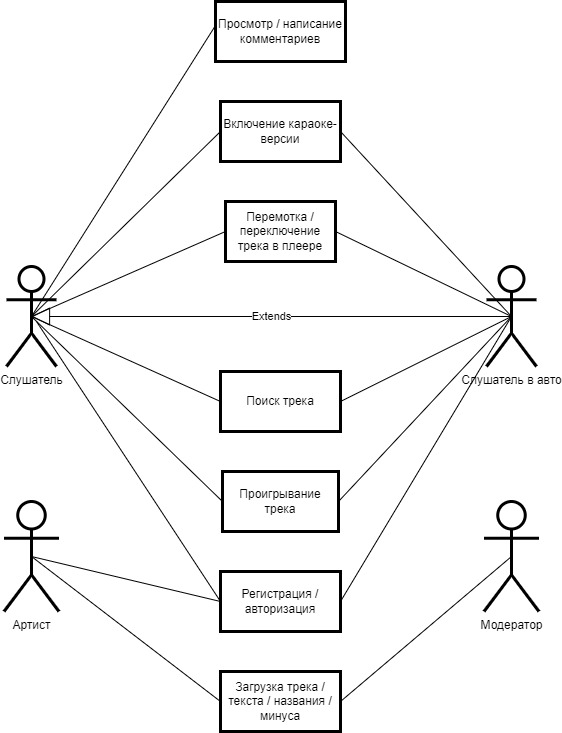 Просмотр / написание
комментариев
Включение караоке-
версии
Перемотка /
переключение
трека в плеере
Extends
Слушатель
Слушатель в авто
Поиск трека
Проигрывание
трека
Регистрация /
авторизация
Артист
Модератор
Загрузка трека /
текста / названия /
минуса